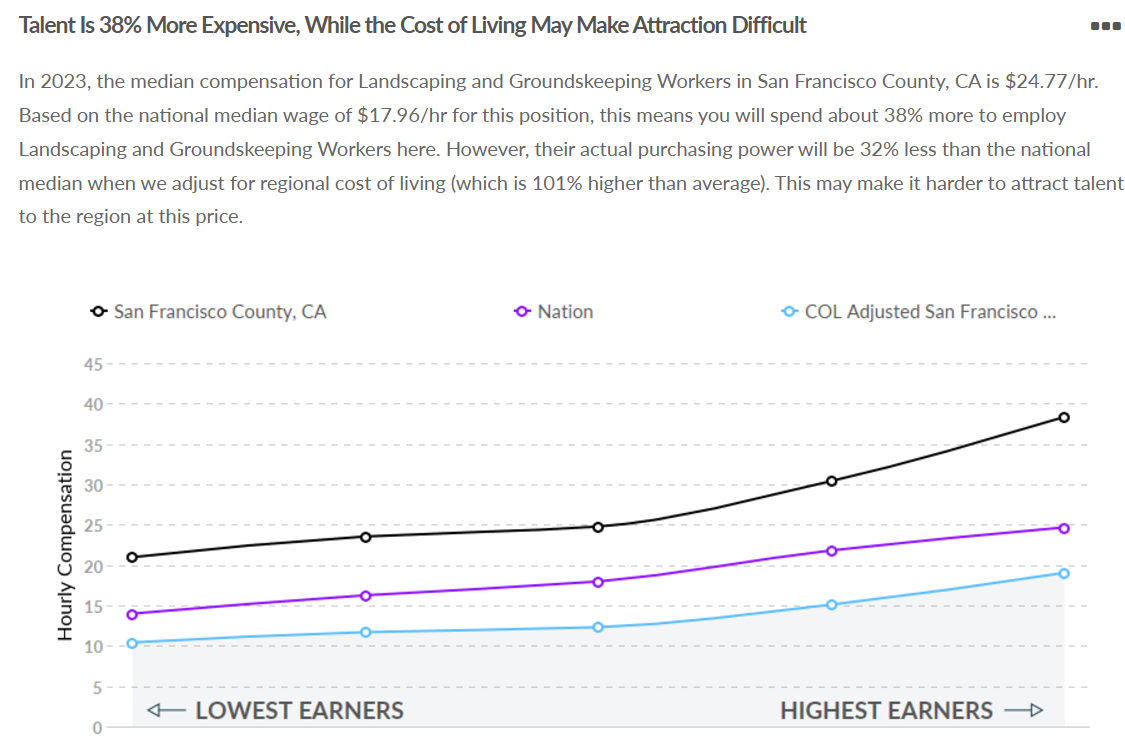 Talent Is 38% More Expensive, While the Cost of Living May Make Attraction Difficult
In 2023, the median compensation for Landscaping and Groundskeeping Workers in San Francisco County, CA is $24.77/hr.
Based on the national median wage of $17.96/hr for this position, this means you will spend about 38% more to employ
Landscaping and Groundskeeping Workers here. However, their actual purchasing power will be 32% less than the national
median when we adjust for regional cost of living (which is 101% higher than average). This may make it harder to attract talent
to the region at this price.
San Francisco County, CA
Nation
COL Adjusted San Francisco ...
45
40
35
30
25
20
15
10
5
0
Hourly Compensation
LOWEST EARNERS
HIGHEST EARNERS